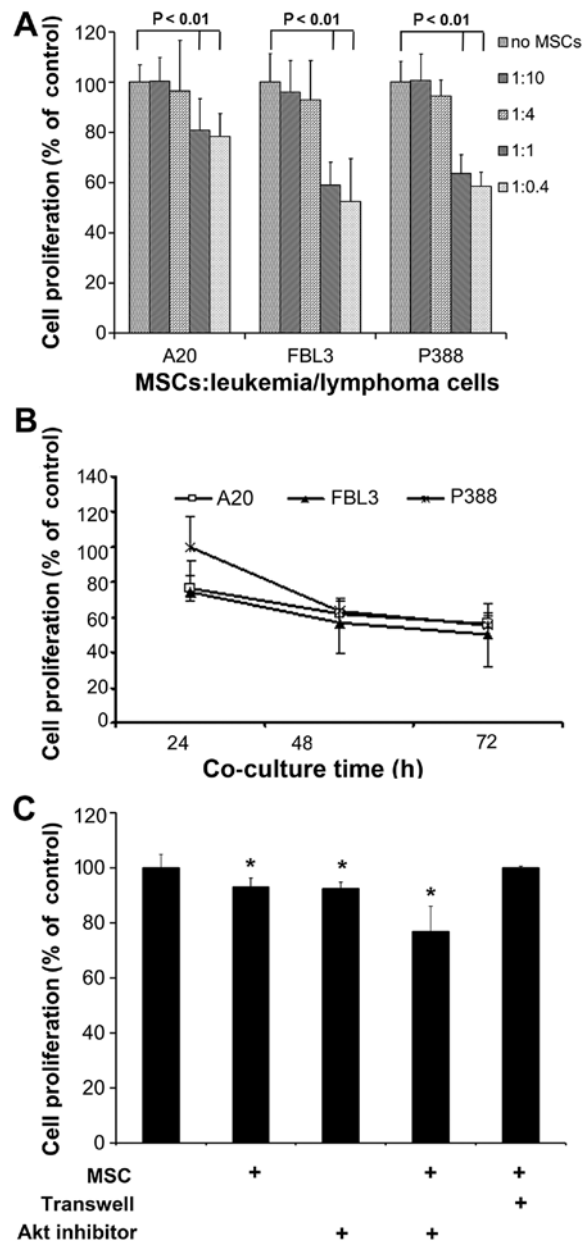 A
P < 0.01 P < 0.01 P < 0.01
no MSCs
1:10
1:4
1:1
1:0.4
Cell proliferation (% of control)
120
100
80
60
40
20
0
A20 FBL3 P388
MSCs:leukemia/lymphoma cells
B
Cell proliferation (% of control)
140
120
100
80
60
40
20
0
A20 FBL3 P388
24 48 72
Co-culture time (h)
C
Cell proliferation (% of control)
120
100
80
60
40
20
0
* * *
MSC + + +
Transwell +
Akt inhibitor + +